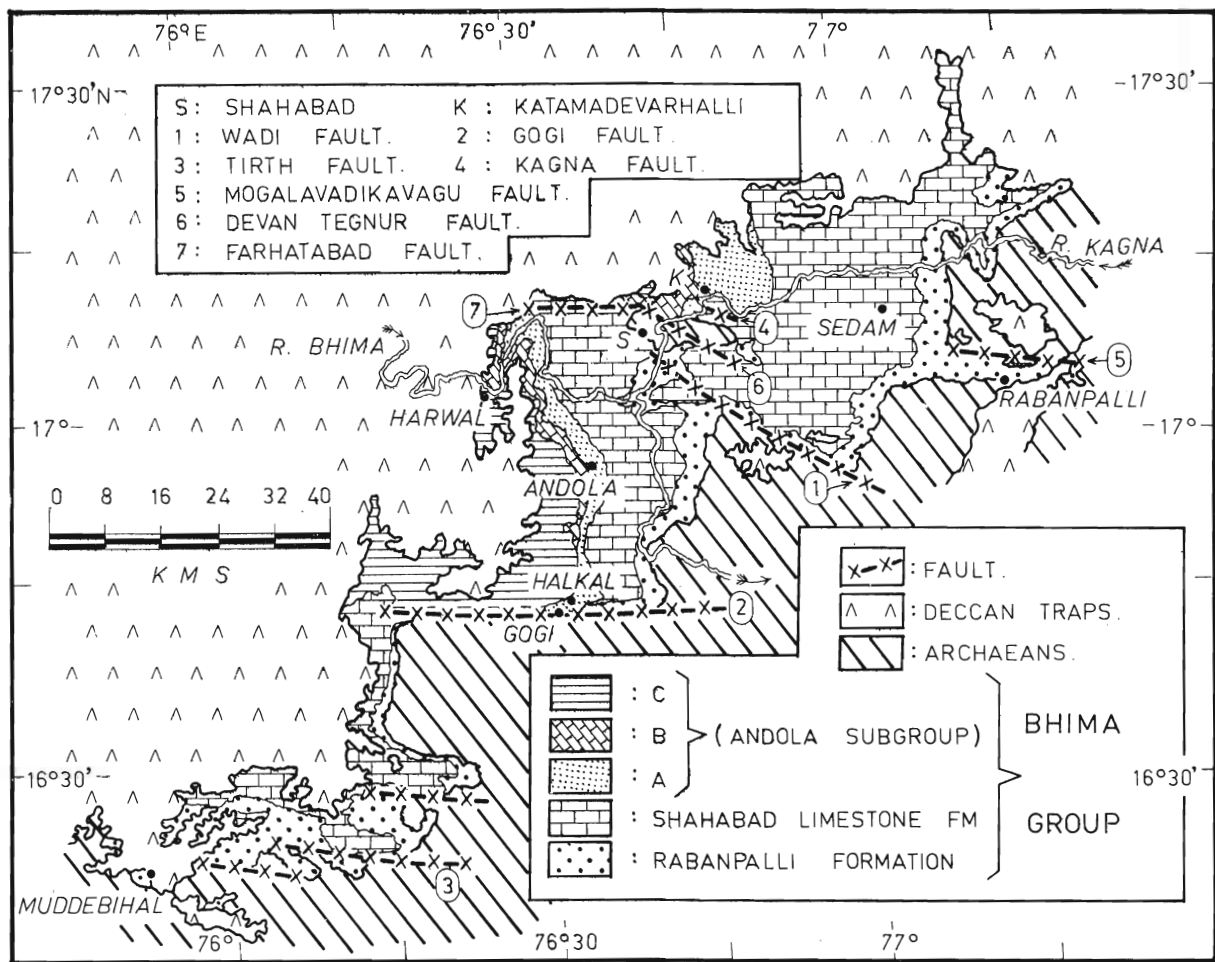 76°E 76°30' 77°
17°30'N
17°30'
S: SHAHABAD K: KATAMADEVARHALLI
1: WADI FAULT. 2: GOGI FAULT.
3: TIRTH FAULT. 4: KAGNA FAULT.
5: MOGALAVADIKAVAGU FAULT.
6: DEVAN TEGNUR FAULT.
7: FARHATABAD FAULT.
R. KAGNA
K
7
4
S
SEDAM
R. BHIMA
6
5
HARWAL
RABANPALLI
17°
17°
ANDOLA
1
0 8 16 24 32 40
KMS
HALKAL
2
GOGI
: FAULT.
: DECCAN TRAPS.
: ARCHAEANS.
: C
: B (ANDOLA SUBGROUP)
: A
BHIMA
GROUP
: SHAHABAD LIMESTONE FM
: RABANPALLI FORMATION
16°30'
16°30'
3
MUDDEBIHAL
76° 76°30 77°